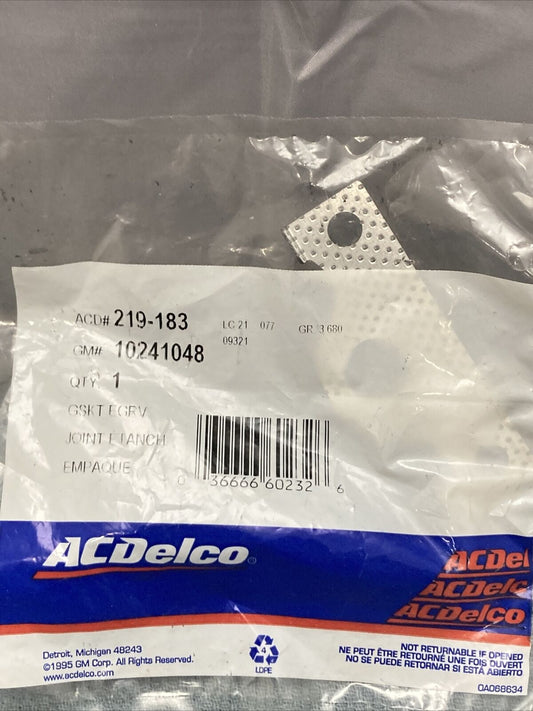 ACD# 219-183 LC 21 077 GR. 3.680
09321
GM# 10241048
QTY. 1
GSKT EGRV
JOINT ETANCH
EMPAQUE
0 36666 60232 6
ACDelco®
ACDel
ACDelc
ACDelco
Detroit, Michigan 48243
©1995 GM Corp. All Rights Reserved.
www.acdelco.com
4
LDPE
NOT RETURNABLE IF OPENED
NE PEUT ÊTRE RETOURNÉ UNE FOIS OUVERT
NO SE PUEDE RETORNAR SI ESTÁ ABIERTO
OA068634